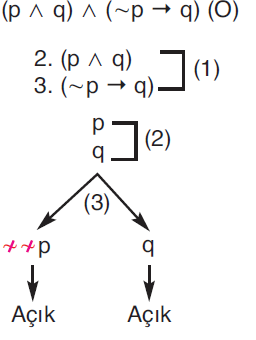 (p ∧ q) ∧ (~p → q) (O)
2. (p ∧ q)
3. (~p → q)
(1)
p
q
(2)
(3)
~~p q
Açık Açık